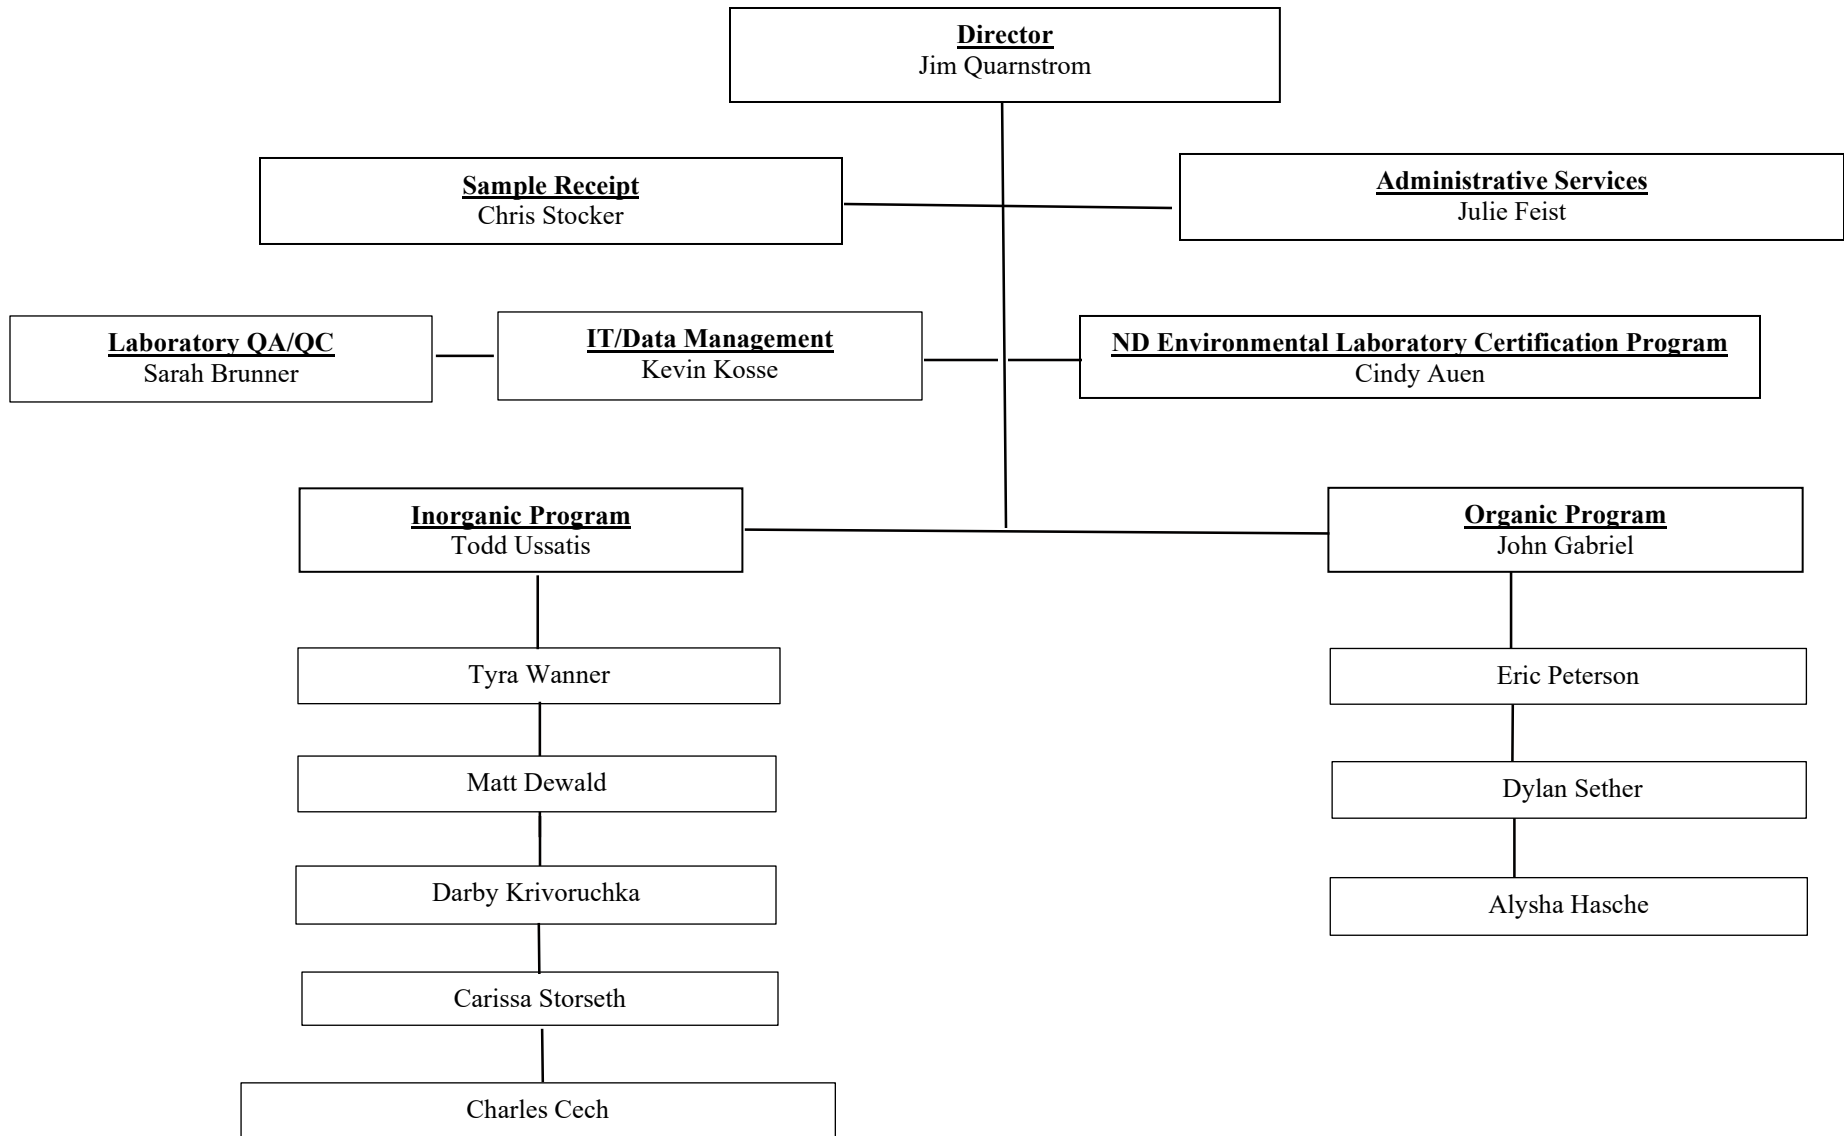 Director
Jim Quarnstrom
Sample Receipt
Chris Stocker
Administrative Services
Julie Feist
Laboratory QA/QC
Sarah Brunner
IT/Data Management
Kevin Kosse
ND Environmental Laboratory Certification Program
Cindy Auen
Inorganic Program
Todd Ussatis
Organic Program
John Gabriel
Tyra Wanner
Eric Peterson
Matt Dewald
Dylan Sether
Darby Krivoruchka
Alysha Hasche
Carissa Storseth
Charles Cech